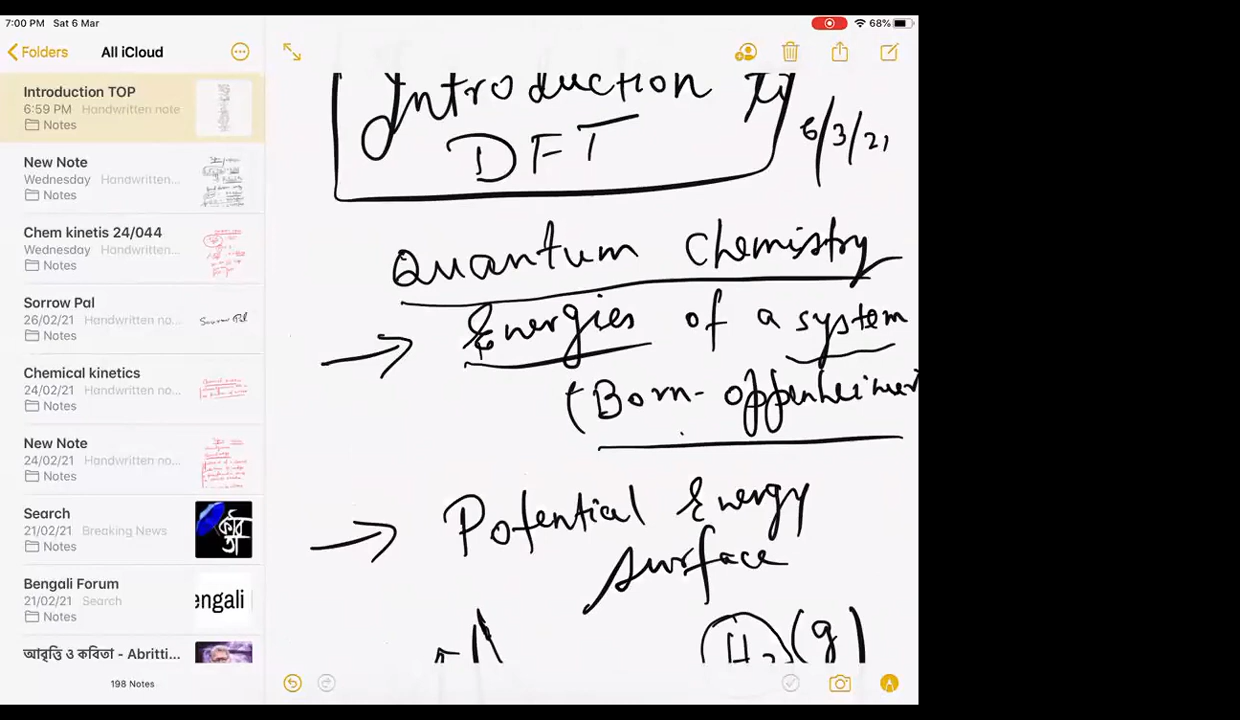 7:00 PM Sat 6 Mar
68%
Folders
All iCloud
Introduction TOP
6:59 PM Handwritten note
Notes
New Note
Wednesday Handwritten...
Notes
Chem kinetis 24/044
Wednesday Handwritten...
Notes
Sorrow Pal
26/02/21 Handwritten no...
Notes
Sorrow Pal
Chemical kinetics
24/02/21 Handwritten no...
Notes
New Note
24/02/21 Handwritten no...
Notes
Search
21/02/21 Breaking News
Notes
Bengali Forum
21/02/21 Search
Notes
engali
আবৃত্তি ও কবিতা - Abritti...
198 Notes
Introduction
DFT
6/3/21
Quantum Chemistry
Energies of a system
(Born-oppenheimer
Potential Energy
surface
H2 (g)